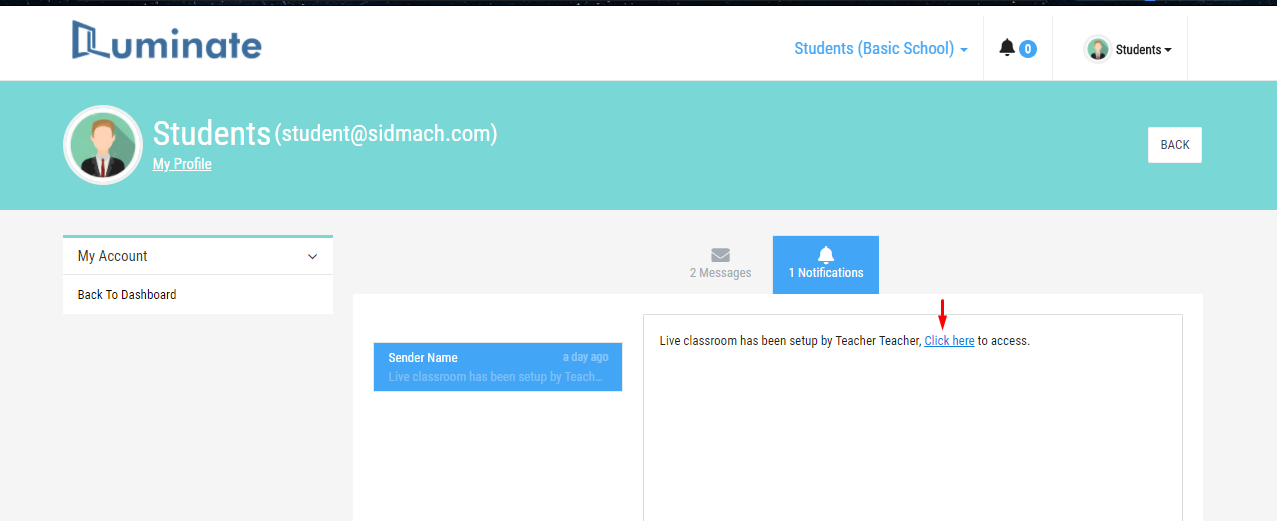 Luminate
Students (Basic School)
0
Students
Students (student@sidmach.com)
My Profile
BACK
My Account
Back To Dashboard
2 Messages
1 Notifications
Live classroom has been setup by Teacher Teacher, Click here to access.
Sender Name a day ago
Live classroom has been setup by Teach...